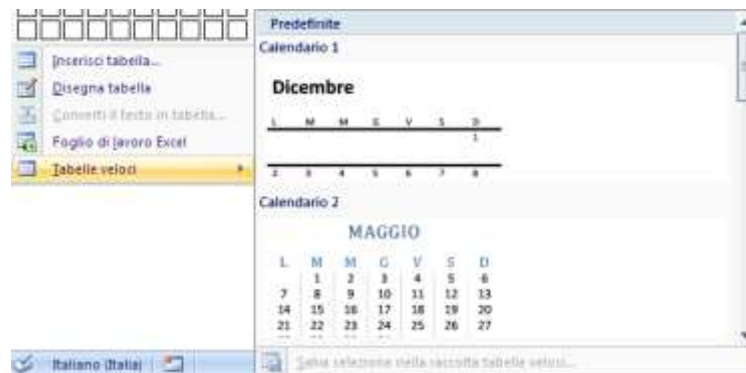 Inserisci tabella...
Disegna tabella
Converti il testo in tabella...
Foglio di lavoro Excel
Tabelle veloci
Italiano (Italia)
Predefinite
Calendario 1
Dicembre
L M M G V S D
1
2 3 4 5 6 7 8
Calendario 2
MAGGIO
L M M G V S D
1 2 3 4 5 6
7 8 9 10 11 12 13
14 15 16 17 18 19 20
21 22 23 24 25 26 27
Salva selezione nella raccolta tabelle veloci...